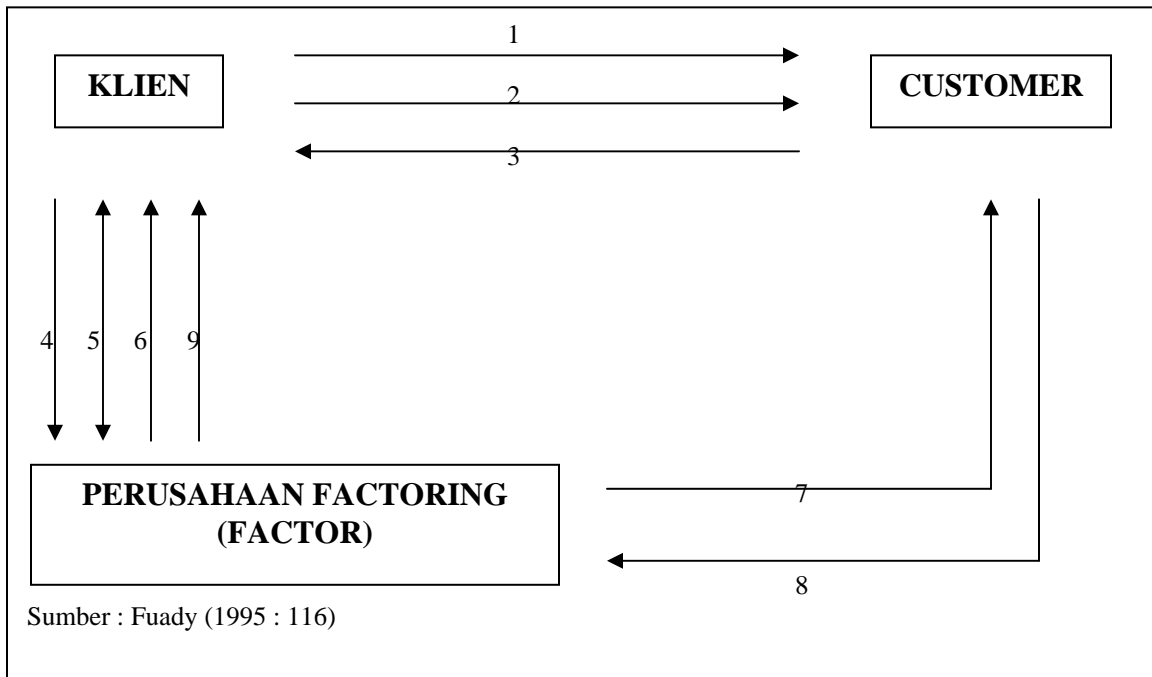 1
KLIEN
CUSTOMER
2
3
4 5 6 9
PERUSAHAAN FACTORING
(FACTOR)
7
8
Sumber : Fuady (1995 : 116)